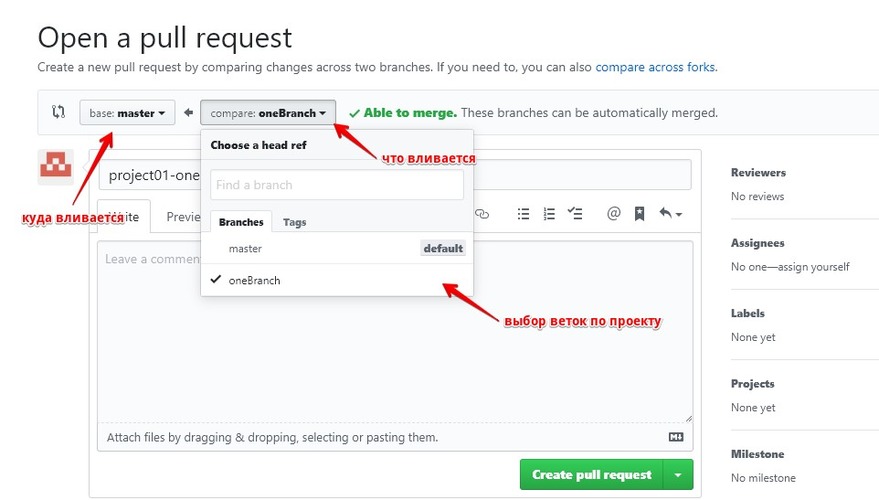 Open a pull request
Create a new pull request by comparing changes across two branches. If you need to, you can also compare across forks.
base: master
compare: oneBranch
Able to merge. These branches can be automatically merged.
Choose a head ref
что вливается
Find a branch
project01-one
куда вливается
Write
Previe
Branches
Tags
master
default
oneBranch
Leave a commen
выбор веток по проекту
Attach files by dragging & dropping, selecting or pasting them.
Create pull request
Reviewers
No reviews
Assignees
No one—assign yourself
Labels
None yet
Projects
None yet
Milestone
No milestone